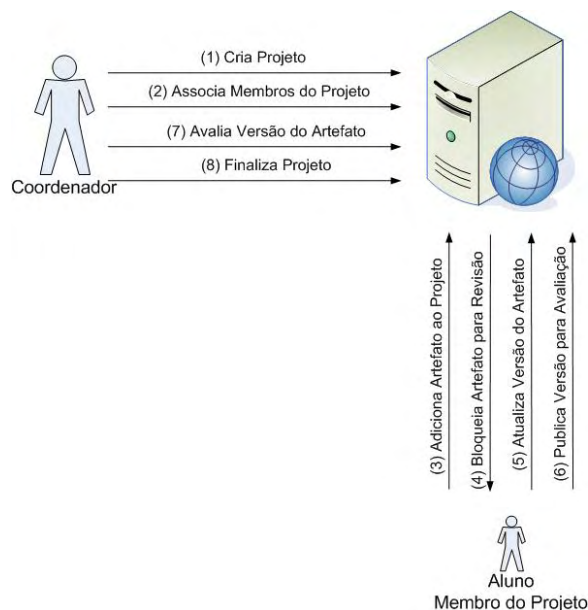 (1) Cria Projeto
(2) Associa Membros do Projeto
(7) Avalia Versão do Artefato
(8) Finaliza Projeto
Coordenador
(3) Adiciona Artefato ao Projeto
(4) Bloqueia Artefato para Revisão
(5) Atualiza Versão do Artefato
(6) Publica Versão para Avaliação
Aluno
Membro do Projeto